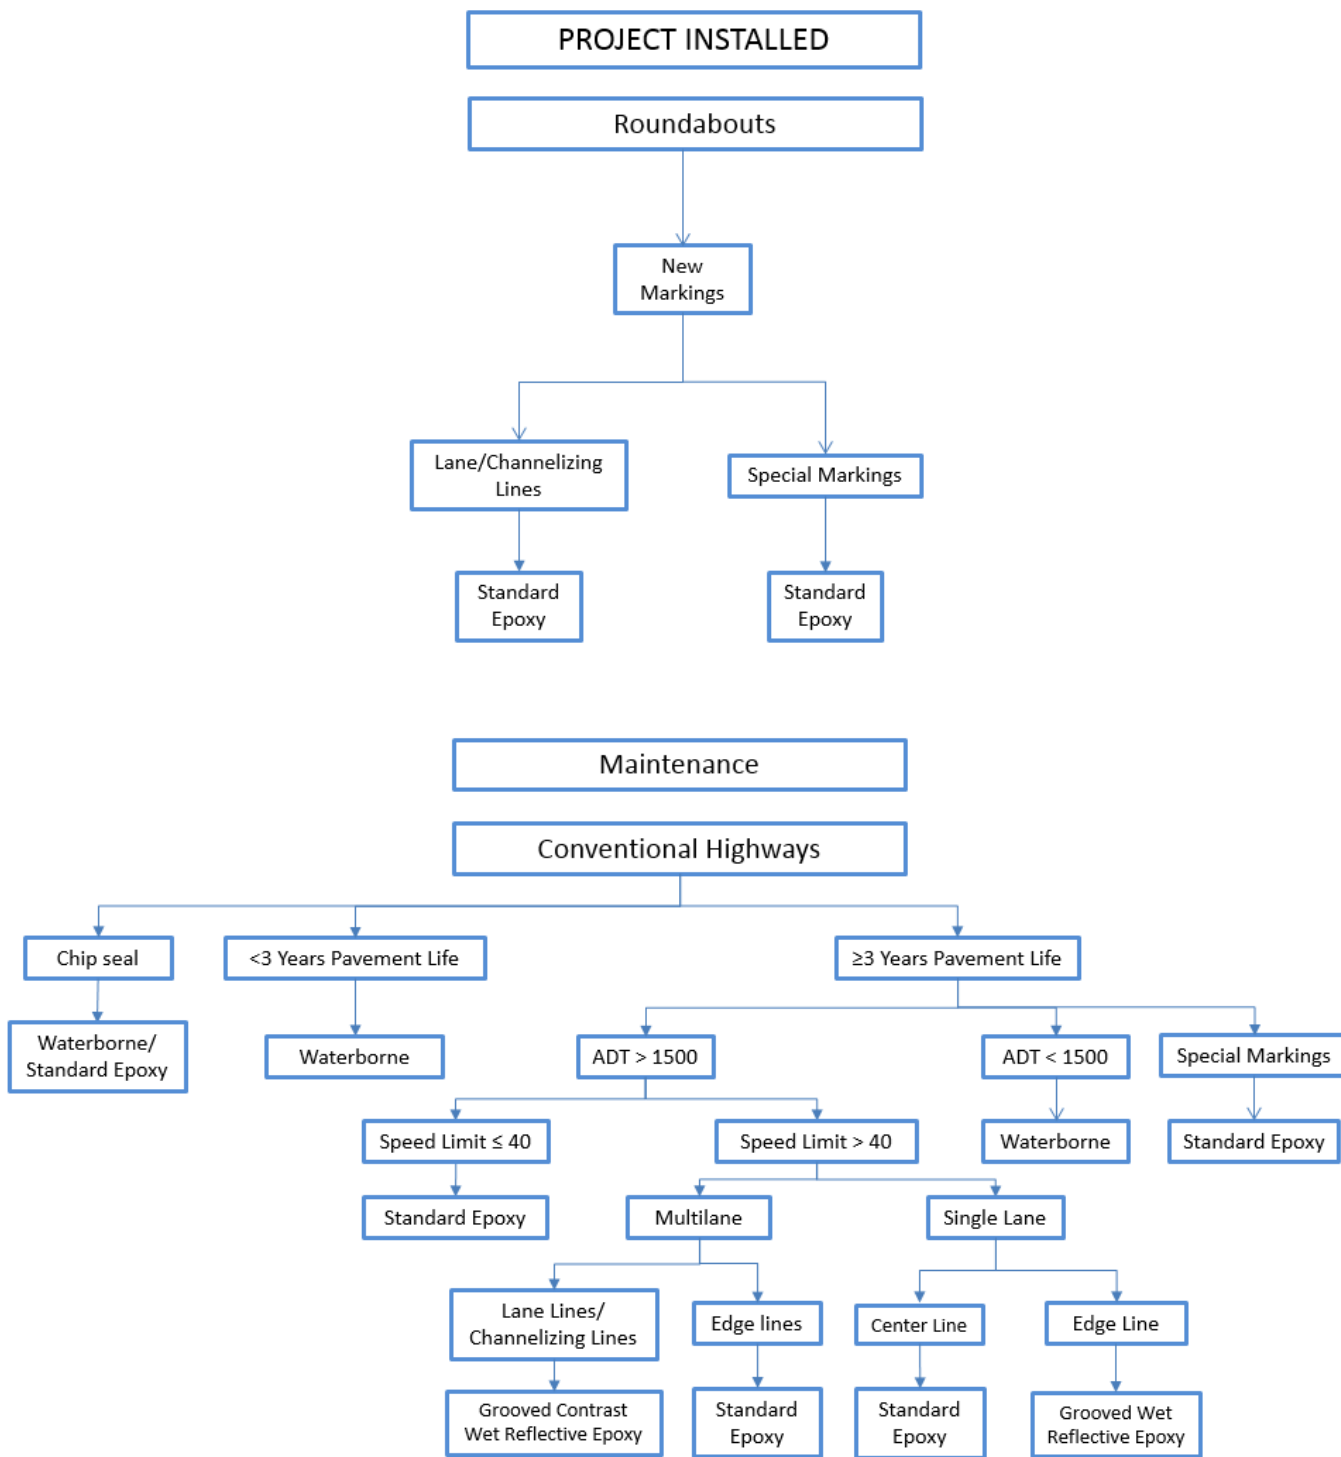 PROJECT INSTALLED
Roundabouts
New
Markings
Lane/Channelizing
Lines
Special Markings
Standard
Epoxy
Standard
Epoxy
Maintenance
Conventional Highways
Chip seal
<3 Years Pavement Life
≥3 Years Pavement Life
Waterborne/
Standard Epoxy
Waterborne
ADT > 1500
ADT < 1500
Special Markings
Speed Limit ≤ 40
Speed Limit > 40
Waterborne
Standard Epoxy
Standard Epoxy
Multilane
Single Lane
Lane Lines/
Channelizing Lines
Edge lines
Center Line
Edge Line
Grooved Contrast
Wet Reflective Epoxy
Standard
Epoxy
Standard
Epoxy
Grooved Wet
Reflective Epoxy